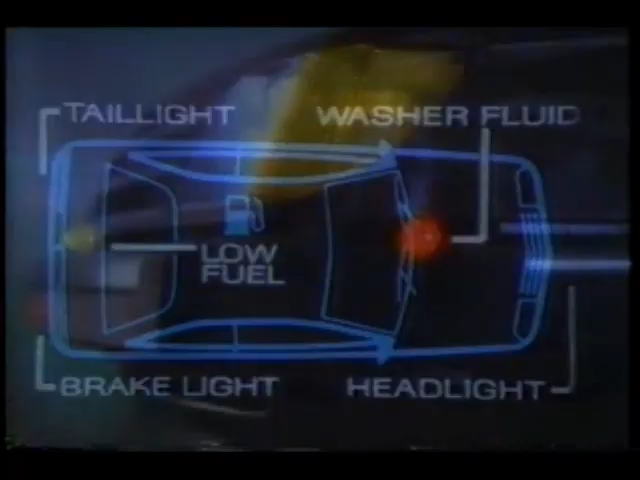 TAILLIGHT
WASHER FLUID
LOW
FUEL
BRAKE LIGHT
HEADLIGHT